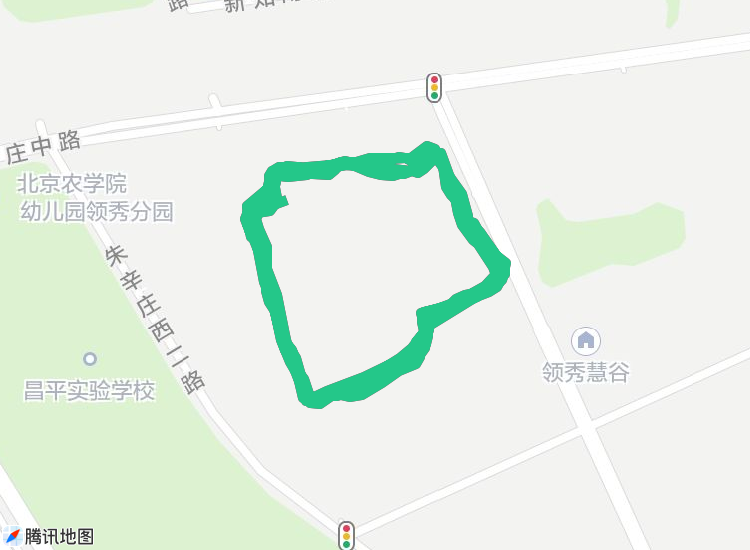 路
新
庄中路
北京农学院
幼儿园领秀分园
朱辛庄西二路
领秀慧谷
昌平实验学校
腾讯地图